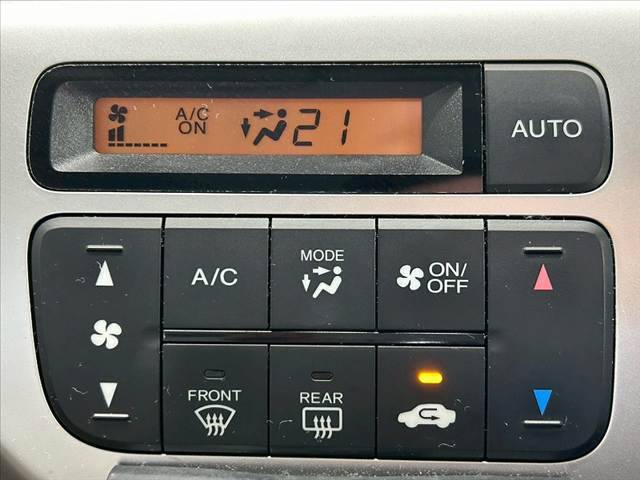 A/C
ON
21
AUTO
A/C
MODE
ON/
OFF
FRONT
REAR